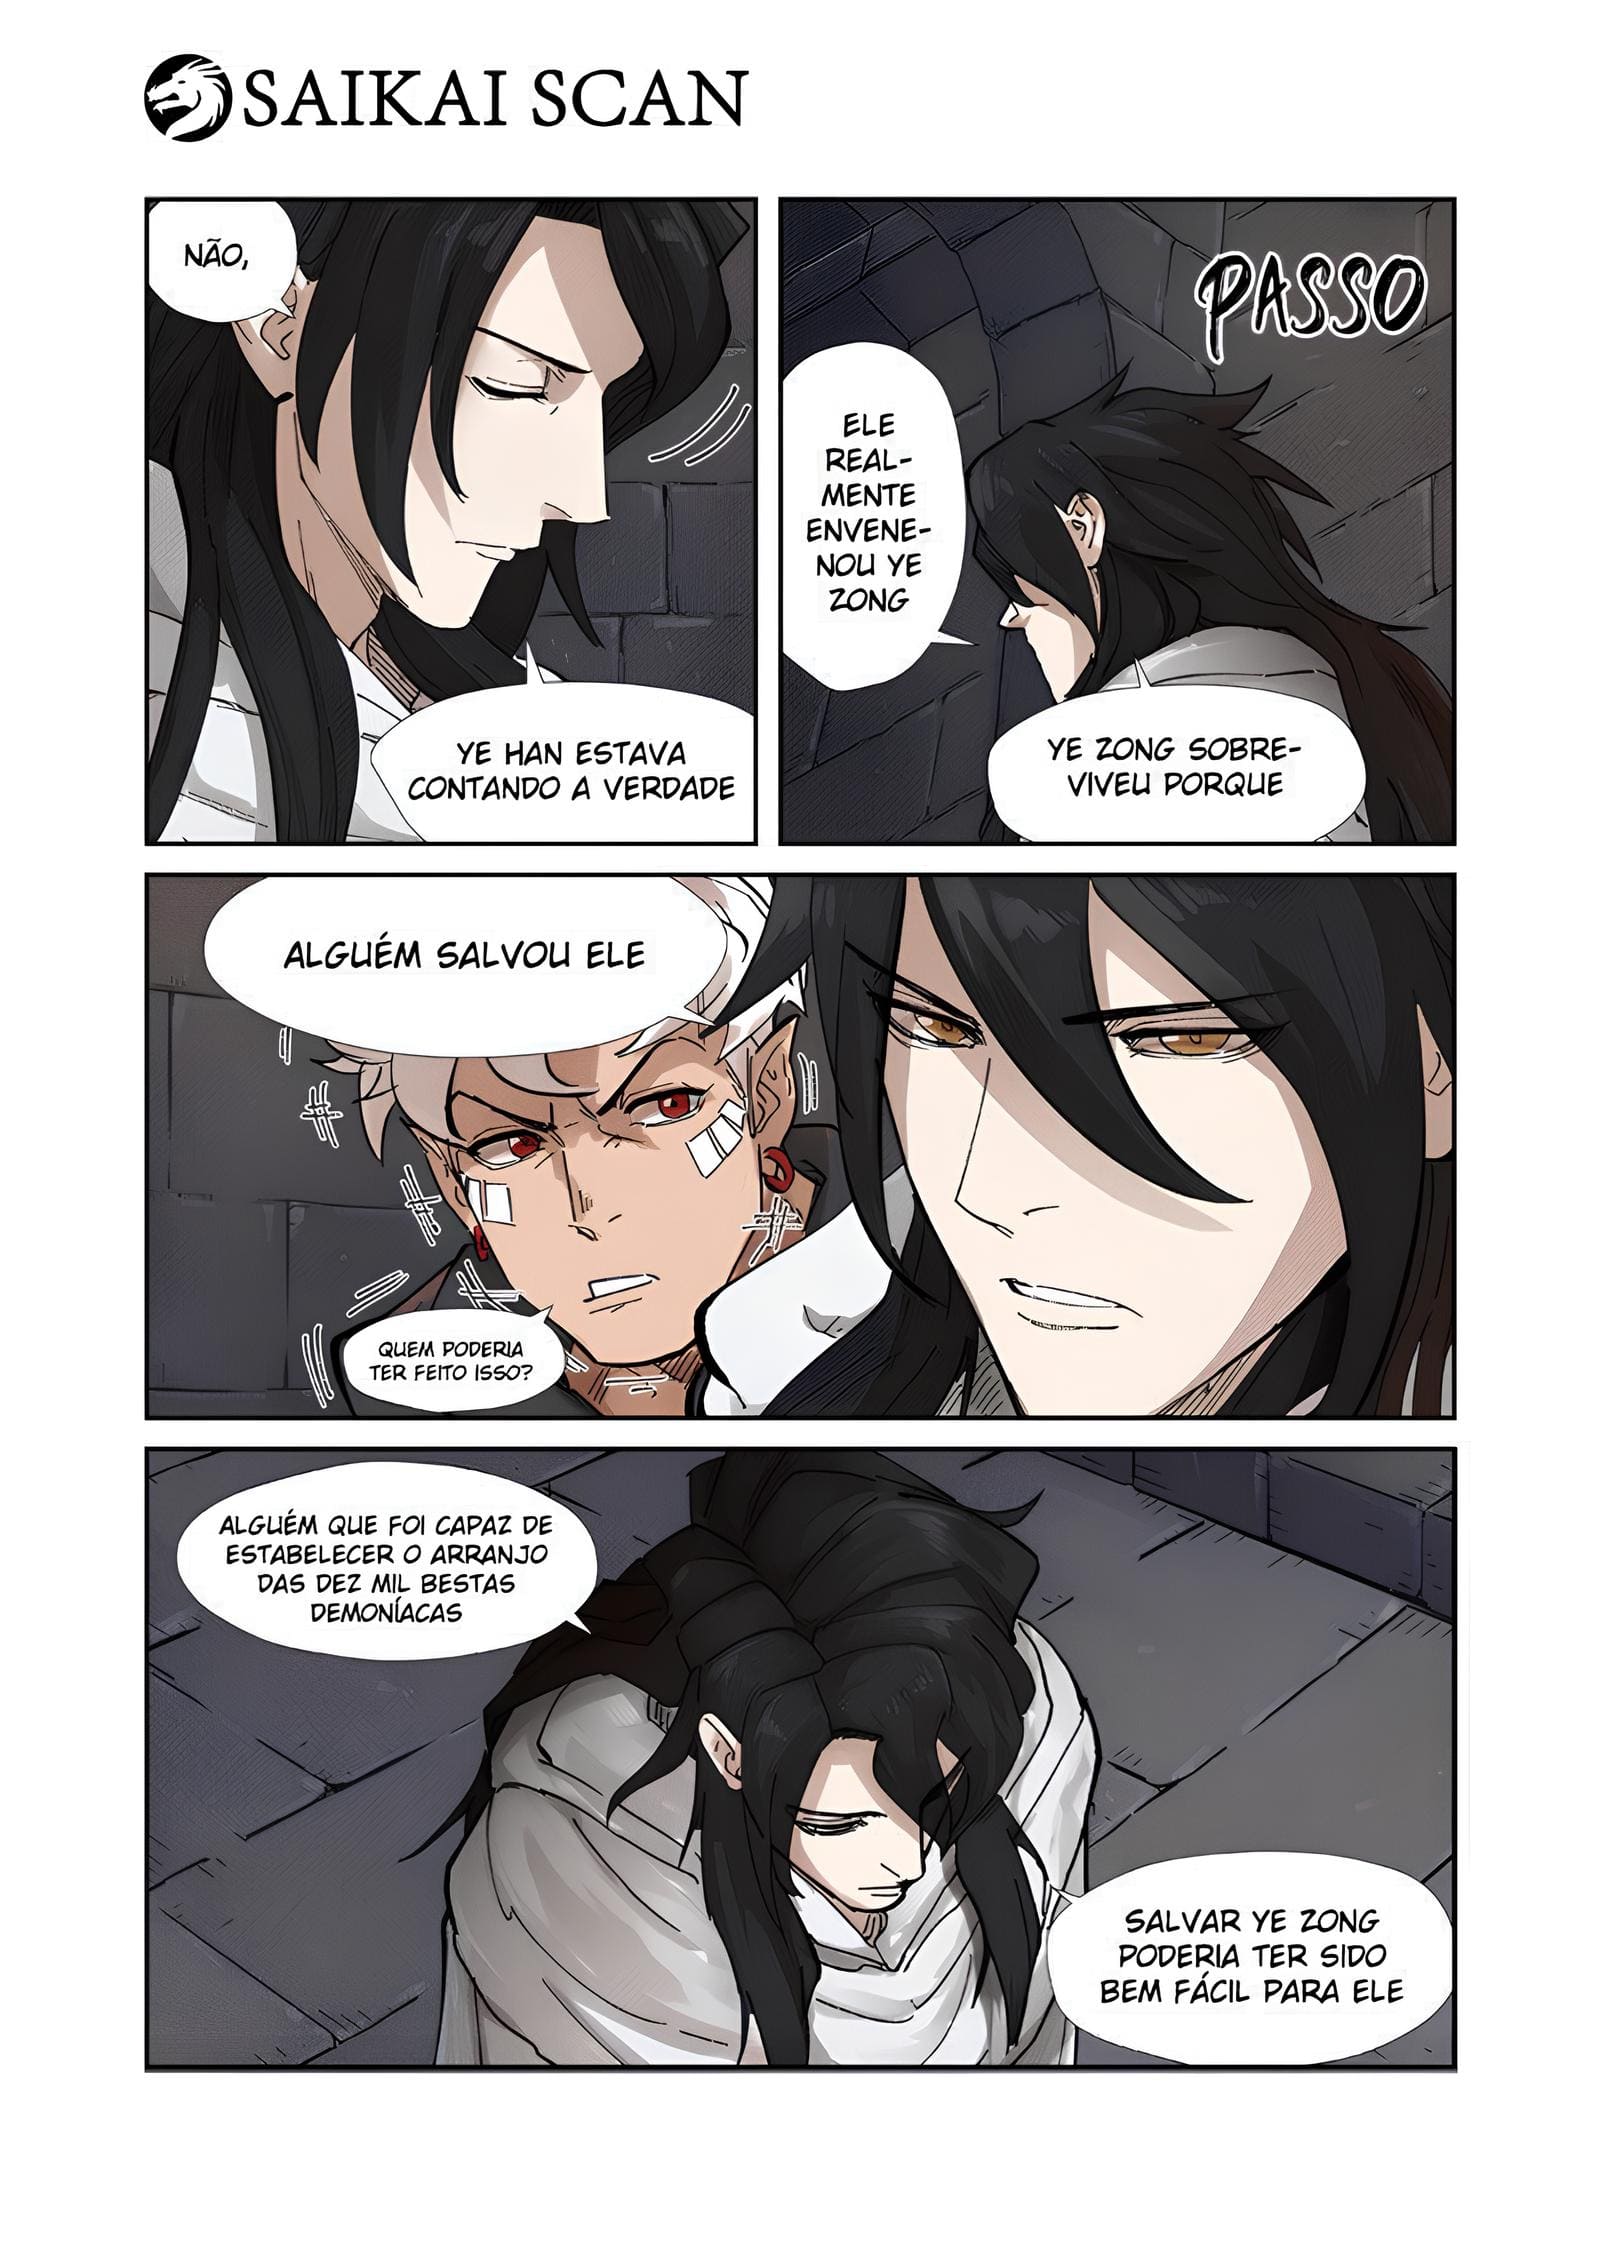 SAIKAI SCAN
NÃO,
YE HAN ESTAVA
CONTANDO A VERDADE
PASSO
ELE
REAL-
MENTE
ENVENE-
NOU YE
ZONG
YE ZONG SOBRE-
VIVEU PORQUE
ALGUÉM SALVOU ELE
QUEM PODERIA
TER FEITO ISSO?
ALGUÉM QUE FOI CAPAZ DE
ESTABELECER O ARRANJO
DAS DEZ MIL BESTAS
DEMONÍACAS
SALVAR YE ZONG
PODERIA TER SIDO
BEM FÁCIL PARA ELE